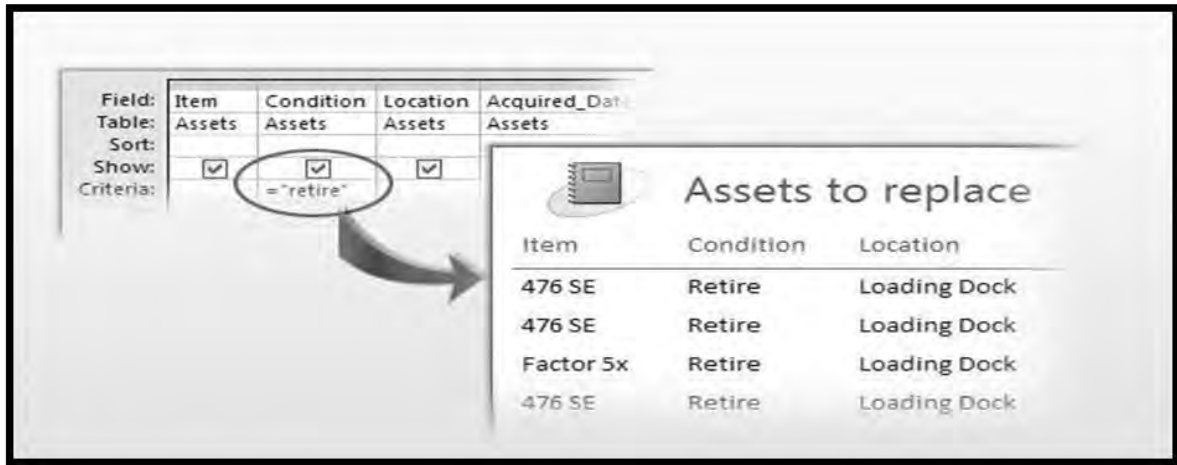 Field: Item Condition Location Acquired_Dat
Table: Assets Assets Assets Assets
Sort:
Show:
Criteria: ="retire"
Assets to replace
Item Condition Location
476 SE Retire Loading Dock
476 SE Retire Loading Dock
Factor 5x Retire Loading Dock
476 SE Retire Loading Dock